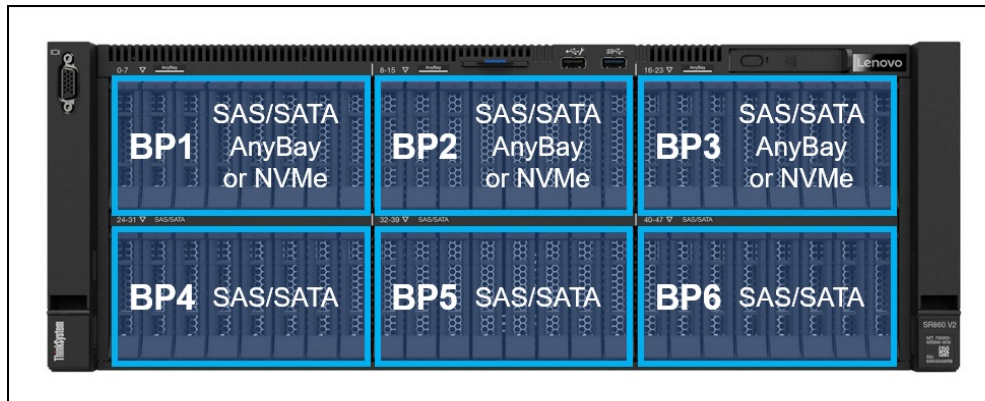 Lenovo
0-7 AnyBay
8-15 AnyBay
16-23 AnyBay
BP1
SAS/SATA
AnyBay
or NVMe
BP2
SAS/SATA
AnyBay
or NVMe
BP3
SAS/SATA
AnyBay
or NVMe
24-31 SAS/SATA
32-39 SAS/SATA
40-47 SAS/SATA
BP4 SAS/SATA
BP5 SAS/SATA
BP6 SAS/SATA
ThinkSystem
SR860 V2